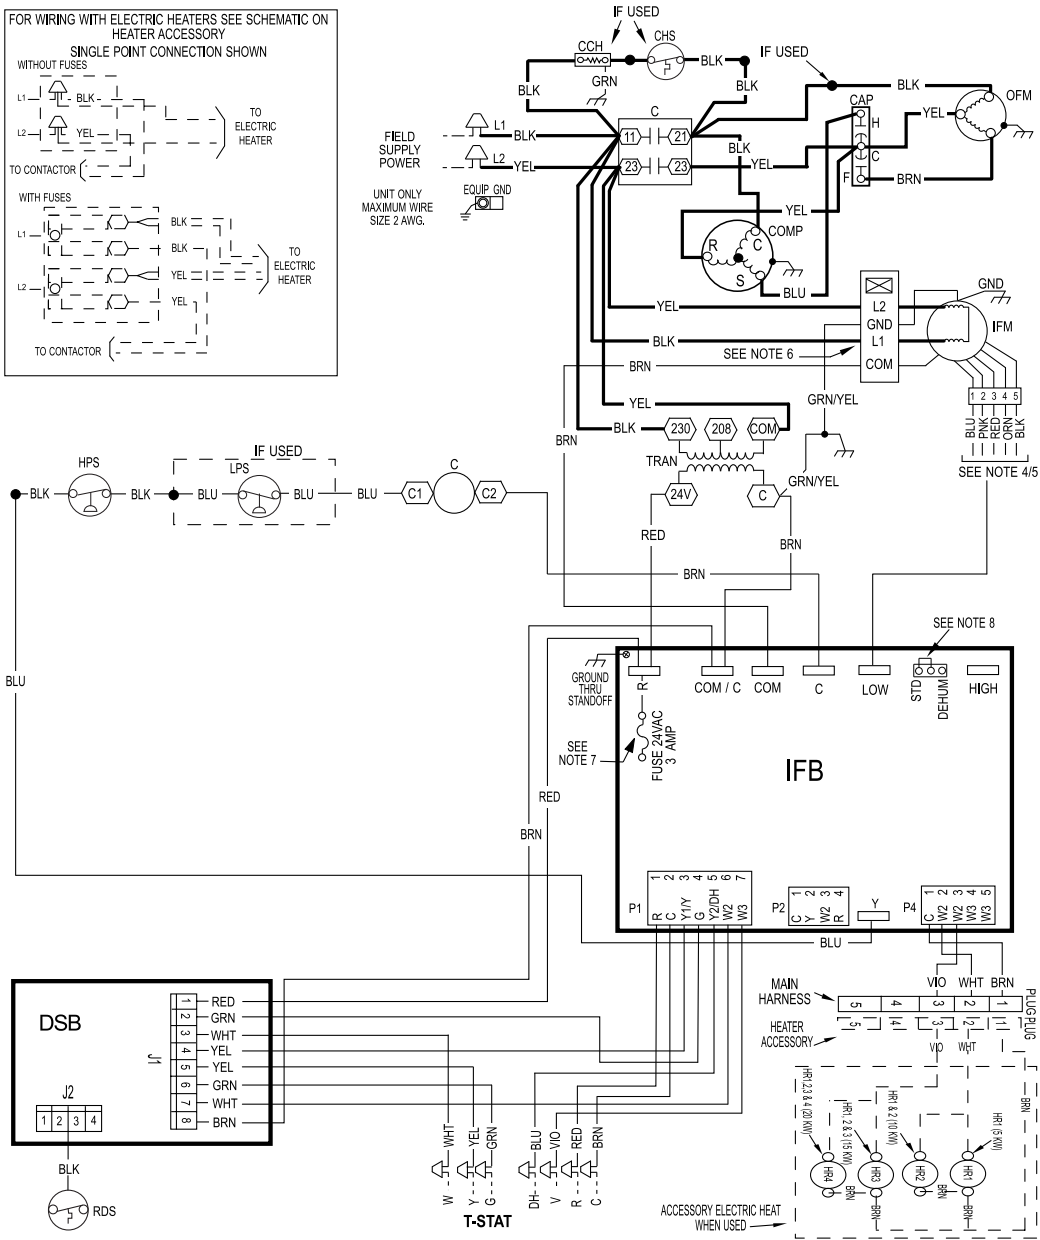 FOR WIRING WITH ELECTRIC HEATERS SEE SCHEMATIC ON
HEATER ACCESSORY
SINGLE POINT CONNECTION SHOWN
WITHOUT FUSES
L1
BLK
L2
YEL
TO
ELECTRIC
HEATER
TO CONTACTOR
WITH FUSES
L1
BLK
BLK
L2
YEL
YEL
TO
ELECTRIC
HEATER
TO CONTACTOR
IF USED
CCH
CHS
IF USED
BLK
GRN
BLK
BLK
BLK
CAP
OFM
FIELD
SUPPLY
POWER
L1
BLK
L2
YEL
C
11
21
23
23
BLK
YEL
H
C
F
YEL
BRN
UNIT ONLY
MAXIMUM WIRE
SIZE 2 AWG.
EQUIP GND
YEL
COMP
R
C
S
BLU
YEL
BLK
BRN
SEE NOTE 6
L2
GND
L1
COM
GND
IFM
GRN/YEL
1 2 3 4 5
BLU
PNK
RED
ORN
BLK
SEE NOTE 4/5
BRN
YEL
BLK
230
208
COM
TRAN
24V
C
GRN/YEL
RED
BRN
HPS
IF USED
LPS
C
BLK
BLK
BLU
BLU
BLU
C1
C2
BRN
BLU
SEE NOTE 8
GROUND
THRU
STANDOFF
R
COM / C
COM
C
LOW
STD
DEHUM
HIGH
SEE
NOTE 7
FUSE 24VAC
3 AMP
IFB
RED
BRN
P1
1 2 3 4 5 6 7
R
C
Y1/Y
G
Y2/DH
W2
W3
P2
1 2 3 4
C
Y
W2
R
Y
P4
1 2 3 4 5
C
W2
W2
W3
W3
BLU
DSB
J1
1 RED
2 GRN
3 WHT
4 YEL
5 YEL
6 GRN
7 WHT
8 BRN
J2
1 2 3 4
BLK
RDS
WHT
YEL
GRN
BLU
VIO
RED
BRN
W
Y
G
DH
V
R
C
T-STAT
VIO
WHT
BRN
MAIN
HARNESS
5 4 3 2 1
PLUG
HEATER
ACCESSORY
5 4 3 2 1
PLUG
VIO
WHT
BRN
HR1,2,3 & 4 (20 KW)
HR1, 2 & 3 (15 KW)
HR1 & 2 (10 KW)
HR1 (5 KW)
HR4
HR3
HR2
HR1
BRN
BRN
BRN
BRN
ACCESSORY ELECTRIC HEAT
WHEN USED